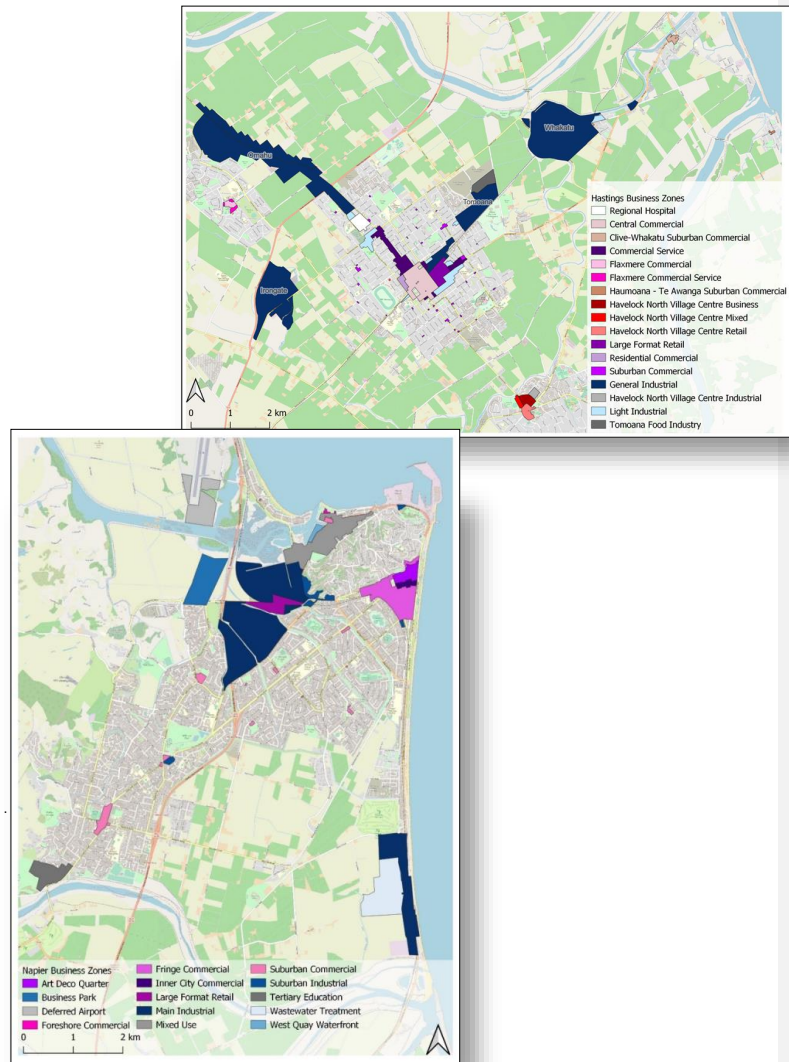 Omahu
Whakatu
Tomoana
Irongate
Hastings Business Zones
Regional Hospital
Central Commercial
Clive-Whakatu Suburban Commercial
Commercial Service
Flaxmere Commercial
Flaxmere Commercial Service
Haumoana - Te Awanga Suburban Commercial
Havelock North Village Centre Business
Havelock North Village Centre Mixed
Havelock North Village Centre Retail
Large Format Retail
Residential Commercial
Suburban Commercial
General Industrial
Havelock North Village Centre Industrial
Light Industrial
Tomoana Food Industry
0 1 2 km
Napier Business Zones
Art Deco Quarter
Business Park
Deferred Airport
Foreshore Commercial
Fringe Commercial
Inner City Commercial
Large Format Retail
Main Industrial
Mixed Use
Suburban Commercial
Suburban Industrial
Tertiary Education
Wastewater Treatment
West Quay Waterfront
0 1 2 km